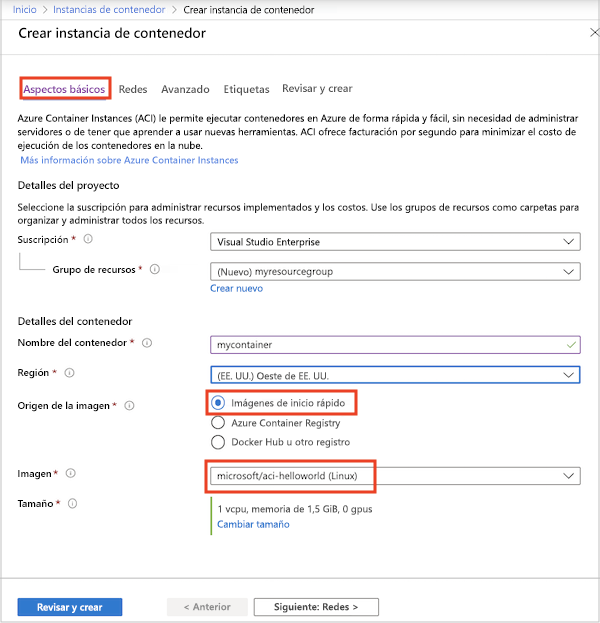 Inicio > Instancias de contenedor > Crear instancia de contenedor
Crear instancia de contenedor
Aspectos básicos Redes Avanzado Etiquetas Revisar y crear
Azure Container Instances (ACI) le permite ejecutar contenedores en Azure de forma rápida y fácil, sin necesidad de administrar
servidores o de tener que aprender a usar nuevas herramientas. ACI ofrece facturación por segundo para minimizar el costo de
ejecución de los contenedores en la nube.
Más información sobre Azure Container Instances
Detalles del proyecto
Seleccione la suscripción para administrar recursos implementados y los costos. Use los grupos de recursos como carpetas para
organizar y administrar todos los recursos.
Suscripción * Visual Studio Enterprise
Grupo de recursos * (Nuevo) myresourcegroup
Crear nuevo
Detalles del contenedor
Nombre del contenedor * mycontainer
Región * (EE. UU.) Oeste de EE. UU.
Origen de la imagen * Imágenes de inicio rápido
Azure Container Registry
Docker Hub u otro registro
Imagen * microsoft/aci-helloworld (Linux)
Tamaño * 1 vcpu, memoria de 1,5 GiB, 0 gpus
Cambiar tamaño
Revisar y crear < Anterior Siguiente: Redes >